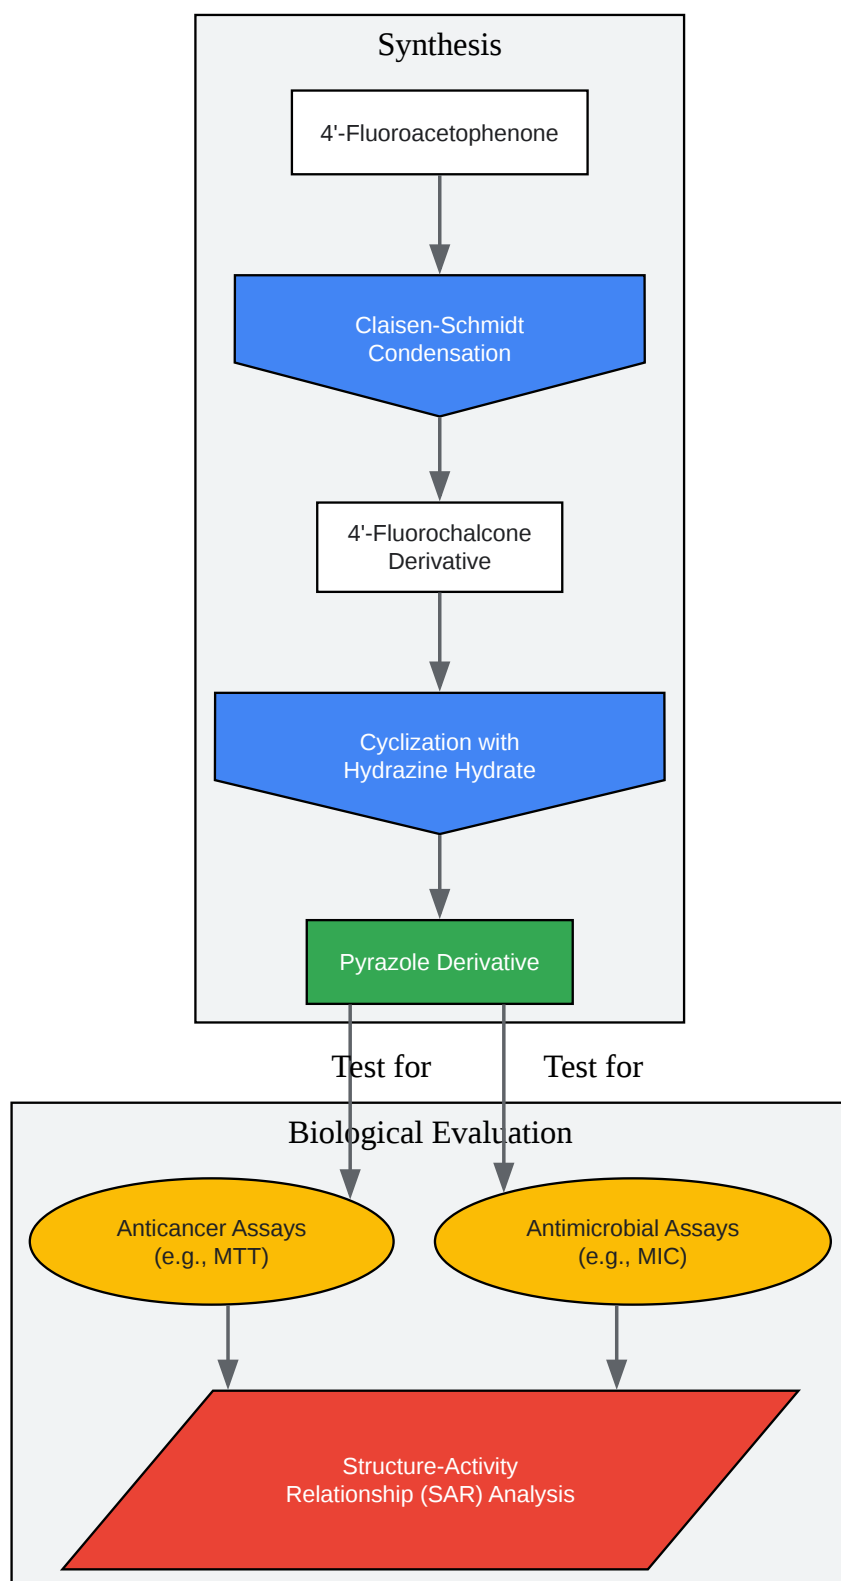 Synthesis
4'-Fluoroacetophenone
Claisen-Schmidt
Condensation
4'-Fluorochalcone
Derivative
Cyclization with
Hydrazine Hydrate
Pyrazole Derivative
Test for
Test for
Biological Evaluation
Anticancer Assays
(e.g., MTT)
Antimicrobial Assays
(e.g., MIC)
Structure-Activity
Relationship (SAR) Analysis